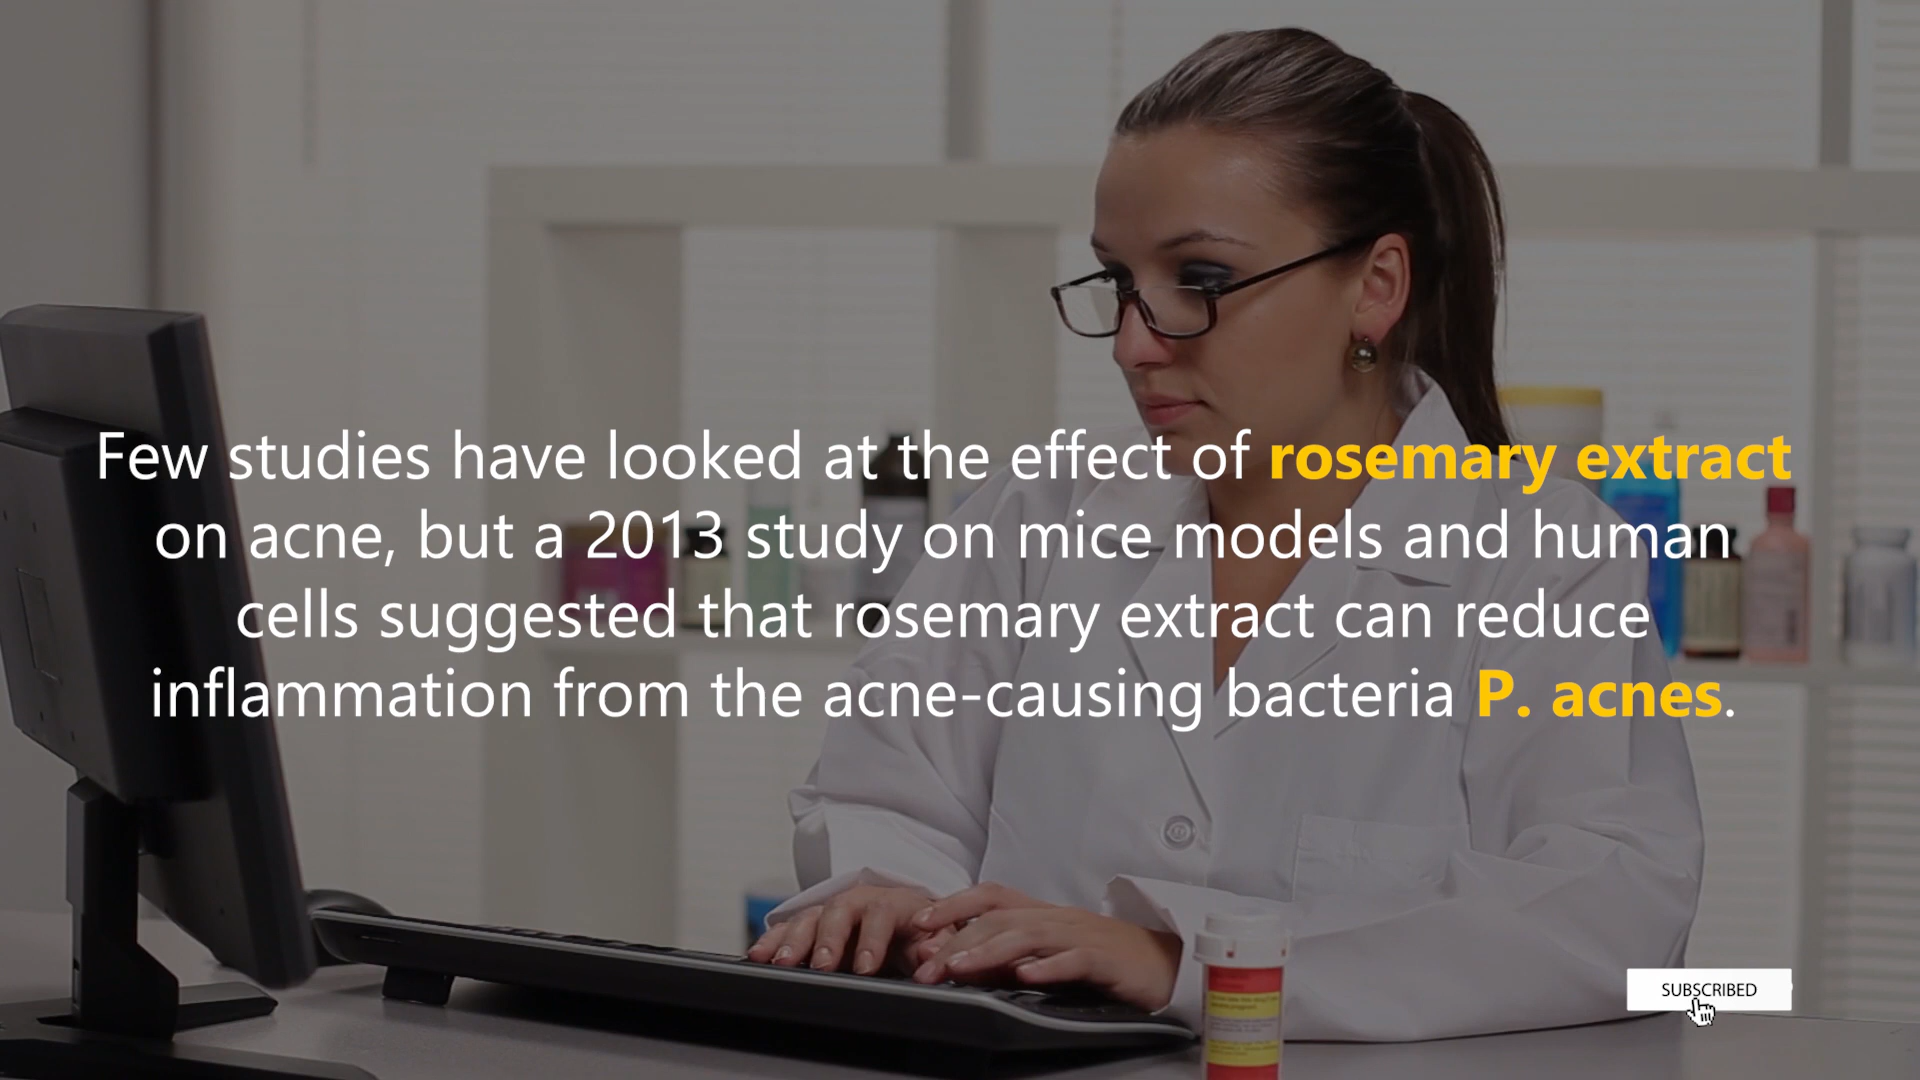 Few studies have looked at the effect of rosemary extract
on acne, but a 2013 study on mice models and human
cells suggested that rosemary extract can reduce
inflammation from the acne-causing bacteria P. acnes.
SUBSCRIBED